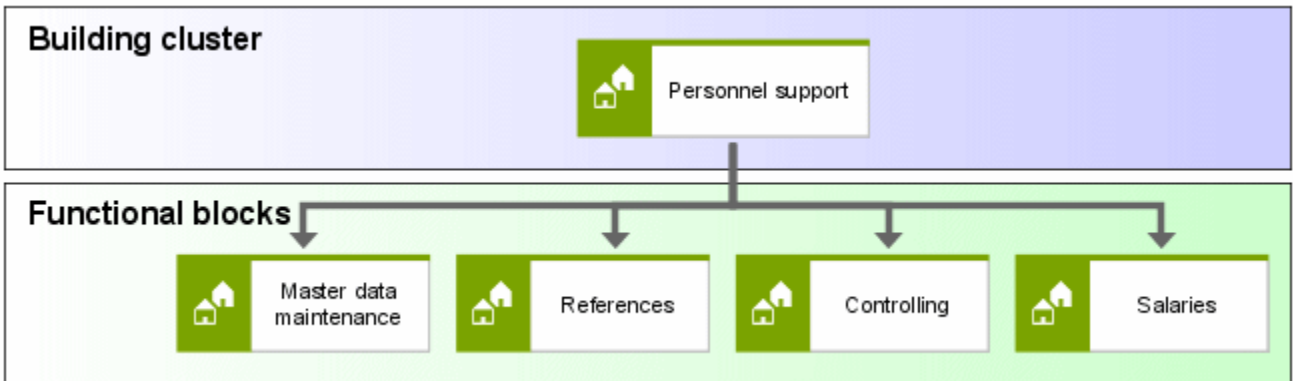 Building cluster
Personnel support
Functional blocks
Master data
maintenance
References
Controlling
Salaries